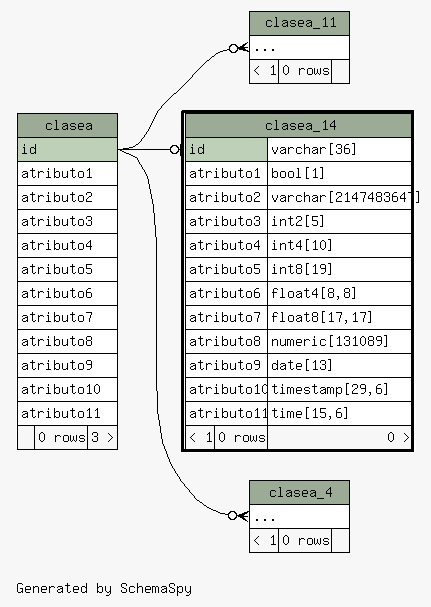 clasea_11
...
< 1 0 rows
clasea
id
atributo1
atributo2
atributo3
atributo4
atributo5
atributo6
atributo7
atributo8
atributo9
atributo10
atributo11
0 rows 3 >
clasea_14
id varchar[36]
atributo1 bool[1]
atributo2 varchar[2147483647]
atributo3 int2[5]
atributo4 int4[10]
atributo5 int8[19]
atributo6 float4[8,8]
atributo7 float8[17,17]
atributo8 numeric[131089]
atributo9 date[13]
atributo10 timestamp[29,6]
atributo11 time[15,6]
< 1 0 rows 0 >
clasea_4
...
< 1 0 rows
Generated by SchemaSpy